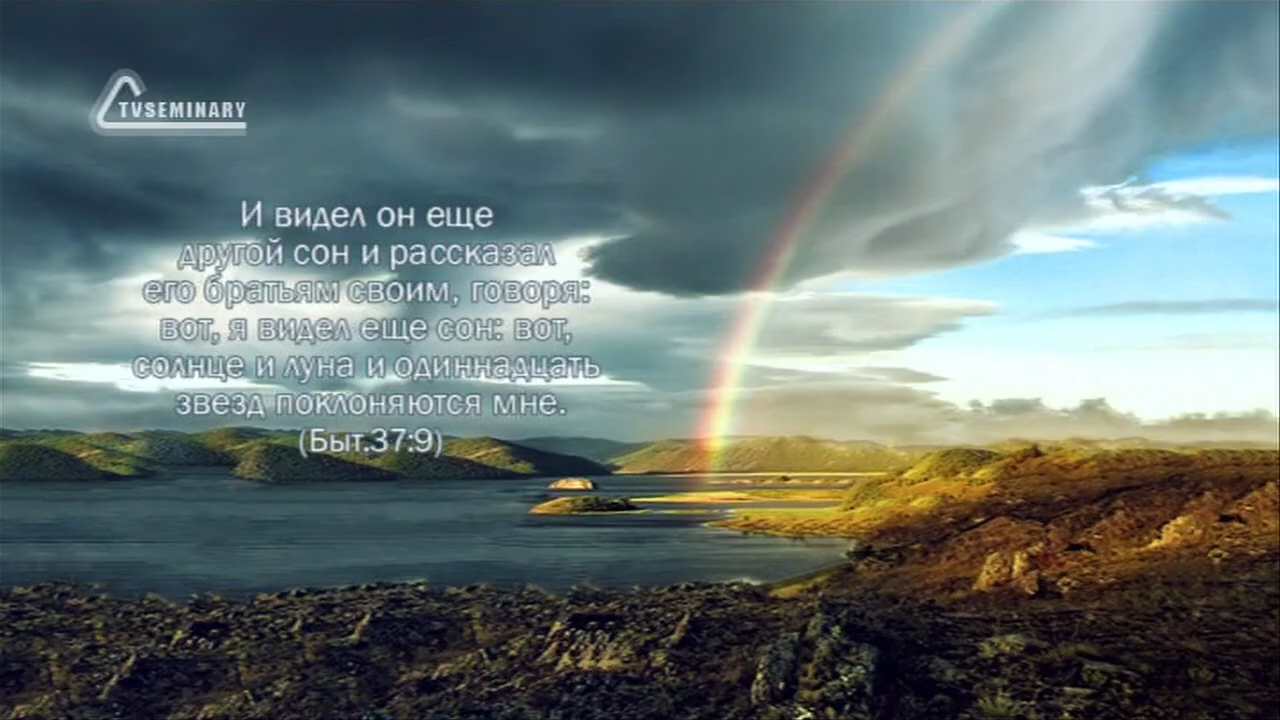 TVSEMINARY
И видел он еще
другой сон и рассказал
его братьям своим, говоря:
вот, я видел еще сон: вот,
солнце и луна и одиннадцать
звезд поклоняются мне.
(Быт.37:9)